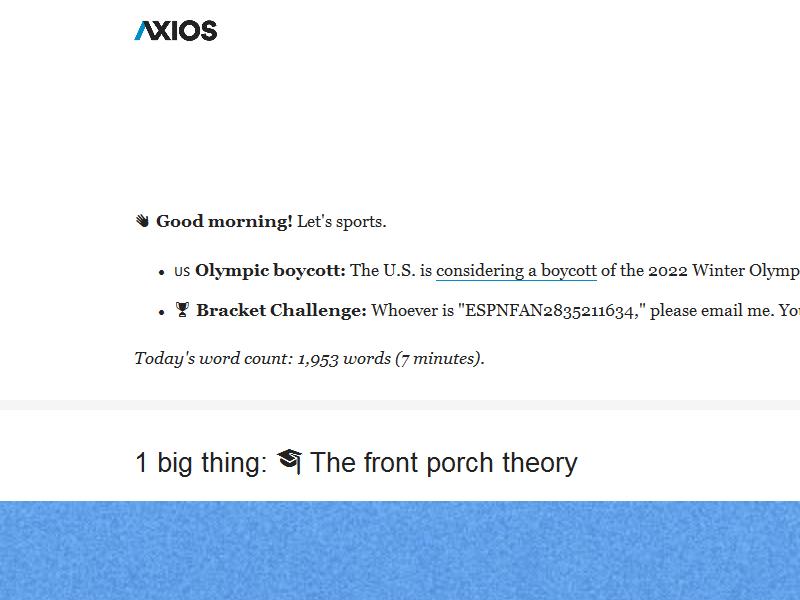 AXIOS
👋 Good morning! Let's sports.
• US Olympic boycott: The U.S. is considering a boycott of the 2022 Winter Olymp
• 🏆 Bracket Challenge: Whoever is "ESPNFAN2835211634," please email me. You
Today's word count: 1,953 words (7 minutes).
1 big thing: 🎓 The front porch theory